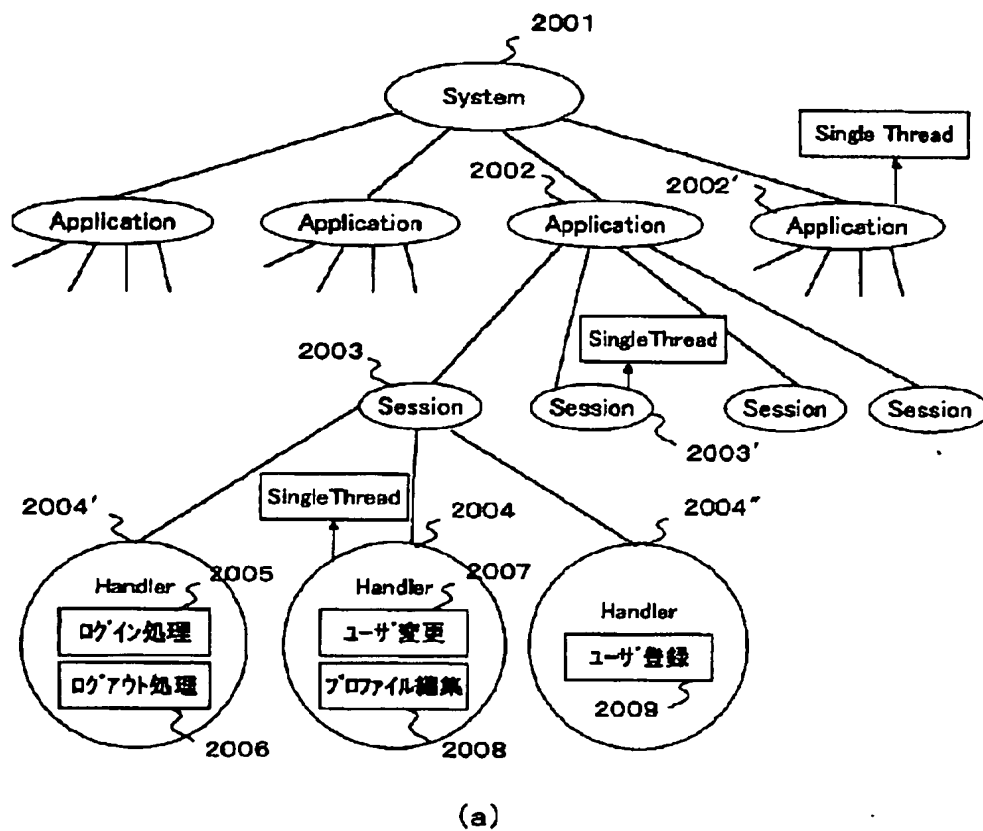 2001
System
Single Thread
2002
2002′
Application
Application
Application
Application
SingleThread
2003
Session
Session
Session
Session
2003′
SingleThread
2004′
2004
2004″
Handler
2005
Handler
2007
Handler
ログイン処理
ユーザ変更
ユーザ登録
ログアウト処理
プロファイル編集
2009
2006
2008
(a)